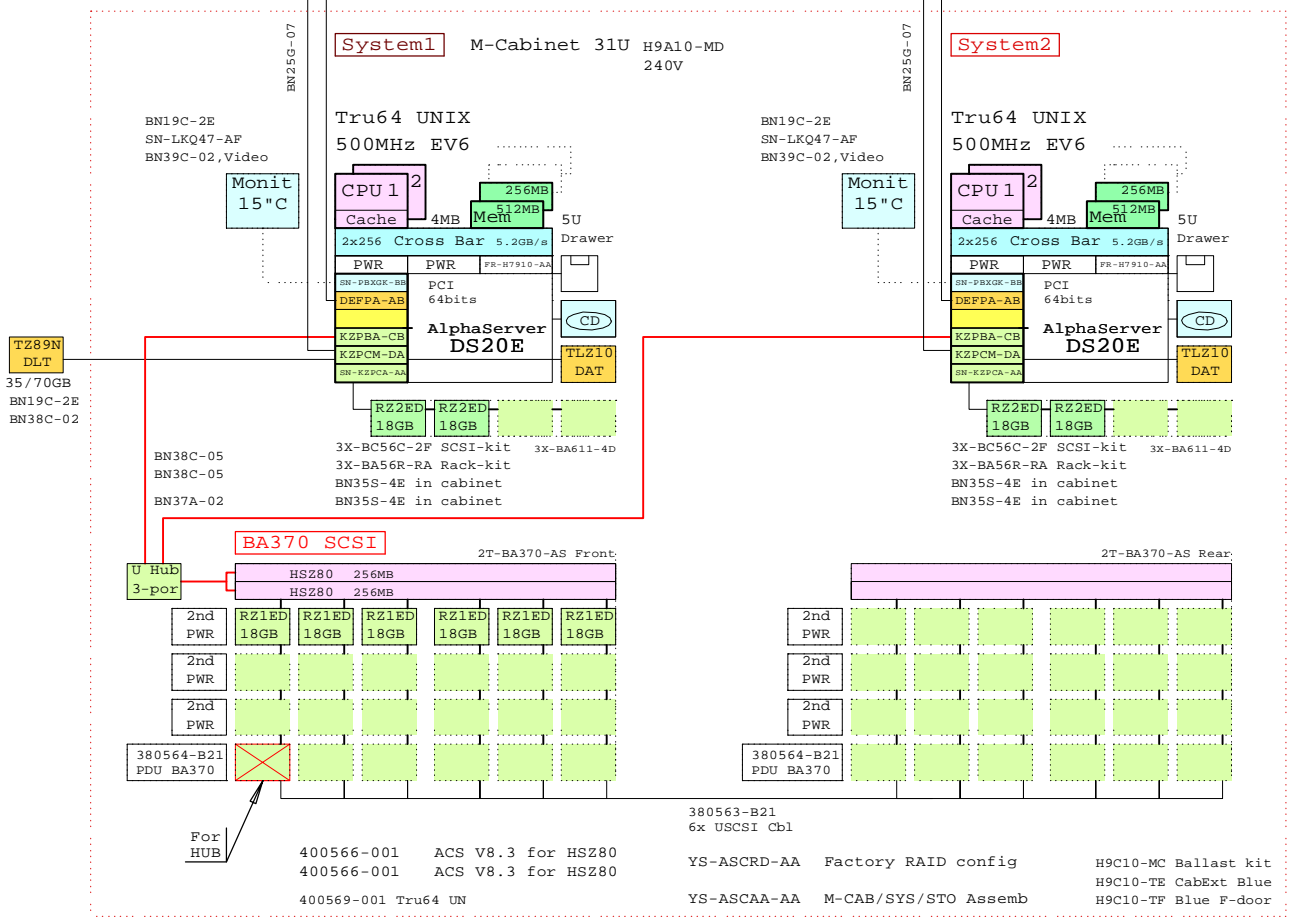 BN25G-07
System1
M-Cabinet 31U H9A10-MD
240V
BN25G-07
System2
BN19C-2E
SN-LKQ47-AF
BN39C-02,Video
Tru64 UNIX
500MHz EV6
Monit
15"C
CPU 1
2
Cache
4MB
256MB
512MB
Mem
5U
Drawer
2x256 Cross Bar 5.2GB/s
PWR
PWR
FR-H7910-AA
SN-PBXGK-BB
DEFPA-AB
KZPBA-CB
KZPCM-DA
SN-KZPCA-AA
PCI
64bits
AlphaServer
DS20E
CD
TLZ10
DAT
TZ89N
DLT
35/70GB
BN19C-2E
BN38C-02
RZ2ED
18GB
RZ2ED
18GB
3X-BC56C-2F SCSI-kit
3X-BA611-4D
3X-BA56R-RA Rack-kit
BN35S-4E in cabinet
BN35S-4E in cabinet
BN38C-05
BN38C-05
BN37A-02
BN19C-2E
SN-LKQ47-AF
BN39C-02,Video
Tru64 UNIX
500MHz EV6
Monit
15"C
CPU 1
2
Cache
4MB
256MB
512MB
Mem
5U
Drawer
2x256 Cross Bar 5.2GB/s
PWR
PWR
FR-H7910-AA
SN-PBXGK-BB
DEFPA-AB
KZPBA-CB
KZPCM-DA
SN-KZPCA-AA
PCI
64bits
AlphaServer
DS20E
CD
TLZ10
DAT
RZ2ED
18GB
RZ2ED
18GB
3X-BC56C-2F SCSI-kit
3X-BA611-4D
3X-BA56R-RA Rack-kit
BN35S-4E in cabinet
BN35S-4E in cabinet
BA370 SCSI
2T-BA370-AS Front
U Hub
3-por
HSZ80 256MB
HSZ80 256MB
2nd
PWR
RZ1ED
18GB
RZ1ED
18GB
RZ1ED
18GB
RZ1ED
18GB
RZ1ED
18GB
RZ1ED
18GB
2nd
PWR
2nd
PWR
380564-B21
PDU BA370
For
HUB
2T-BA370-AS Rear
2nd
PWR
2nd
PWR
2nd
PWR
380564-B21
PDU BA370
380563-B21
6x USCSI Cbl
400566-001 ACS V8.3 for HSZ80
400566-001 ACS V8.3 for HSZ80
400569-001 Tru64 UN
YS-ASCRD-AA Factory RAID config
YS-ASCAA-AA M-CAB/SYS/STO Assemb
H9C10-MC Ballast kit
H9C10-TE CabExt Blue
H9C10-TF Blue F-door